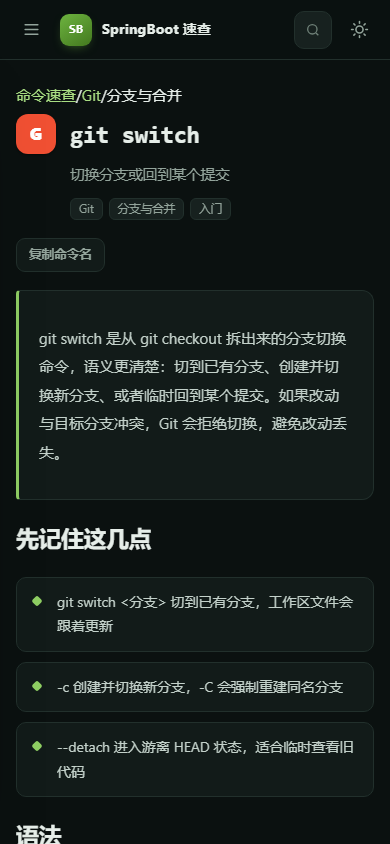 SB SpringBoot 速查
命令速查/Git/分支与合并
G git switch
切换分支或回到某个提交
Git 分支与合并 入门
复制命令名
git switch 是从 git checkout 拆出来的分支切换
命令，语义更清楚：切到已有分支、创建并切
换新分支、或者临时回到某个提交。如果改动
与目标分支冲突，Git 会拒绝切换，避免改动丢
失。
先记住这几点
git switch <分支> 切到已有分支，工作区文件会
跟着更新
-c 创建并切换新分支，-C 会强制重建同名分支
--detach 进入游离 HEAD 状态，适合临时查看旧
代码
语法